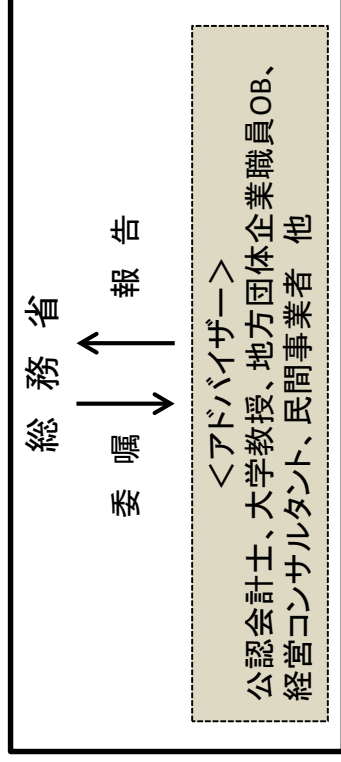 総務省
委嘱
報告
＜アドバイザー＞
公認会計士、大学教授、地方団体企業職員OB、
経営コンサルタント、民間事業者　他